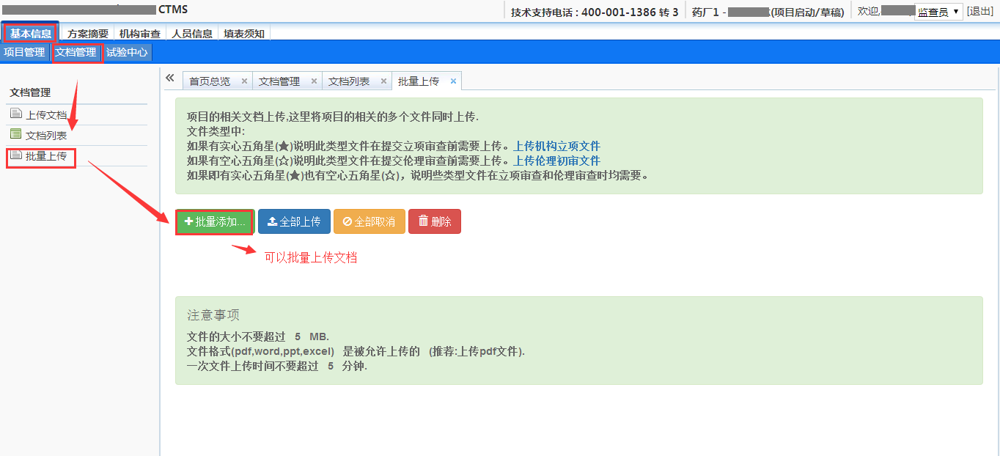 CTMS
技术支持电话 : 400-001-1386 转 3
药厂1 -
(项目启动/草稿)
欢迎,
监查员
[退出]
基本信息 方案摘要 机构审查 人员信息 填表须知
项目管理 文档管理 试验中心
文档管理
上传文档
文档列表
批量上传
首页总览 × 文档管理 × 文档列表 × 批量上传 ×
项目的相关文档上传,这里将项目的相关的多个文件同时上传.
文件类型中:
如果有实心五角星(★)说明此类型文件在提交立项审查前需要上传。上传机构立项文件
如果有空心五角星(☆)说明此类型文件在提交伦理审查前需要上传。上传伦理初审文件
如果即有实心五角星(★)也有空心五角星(☆)，说明些类型文件在立项审查和伦理审查时均需要。
批量添加... 全部上传 全部取消 删除
可以批量上传文档
注意事项
文件的大小不要超过 5 MB.
文件格式(pdf,word,ppt,excel) 是被允许上传的 (推荐:上传pdf文件).
一次文件上传时间不要超过 5 分钟.